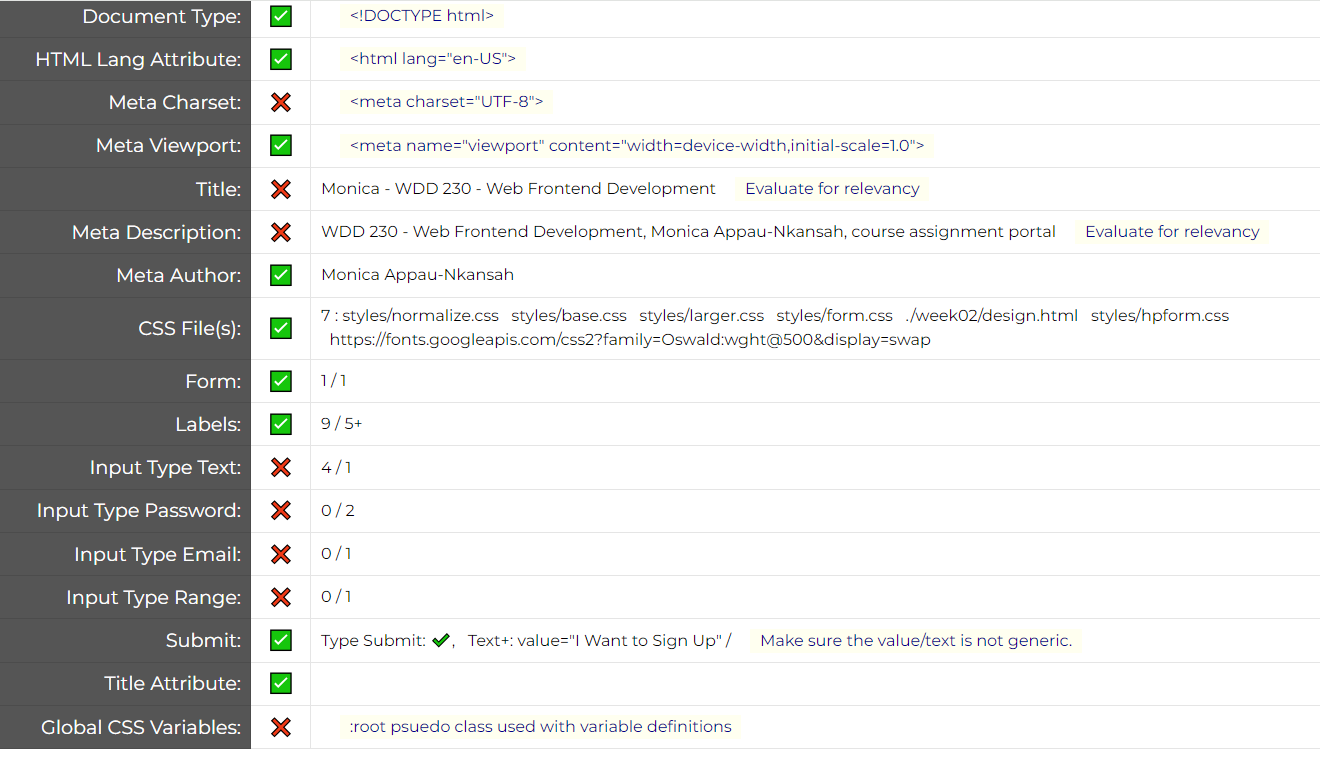 Document Type: <!DOCTYPE html>
HTML Lang Attribute: <html lang="en-US">
Meta Charset: <meta charset="UTF-8">
Meta Viewport: <meta name="viewport" content="width=device-width,initial-scale=1.0">
Title: Monica - WDD 230 - Web Frontend Development Evaluate for relevancy
Meta Description: WDD 230 - Web Frontend Development, Monica Appau-Nkansah, course assignment portal Evaluate for relevancy
Meta Author: Monica Appau-Nkansah
CSS File(s): 7 : styles/normalize.css styles/base.css styles/larger.css styles/form.css ./week02/design.html styles/hpform.css
https://fonts.googleapis.com/css2?family=Oswald:wght@500&display=swap
Form: 1 / 1
Labels: 9 / 5+
Input Type Text: 4 / 1
Input Type Password: 0 / 2
Input Type Email: 0 / 1
Input Type Range: 0 / 1
Submit: Type Submit: ✔, Text+: value="I Want to Sign Up" / Make sure the value/text is not generic.
Title Attribute:
Global CSS Variables: :root psuedo class used with variable definitions